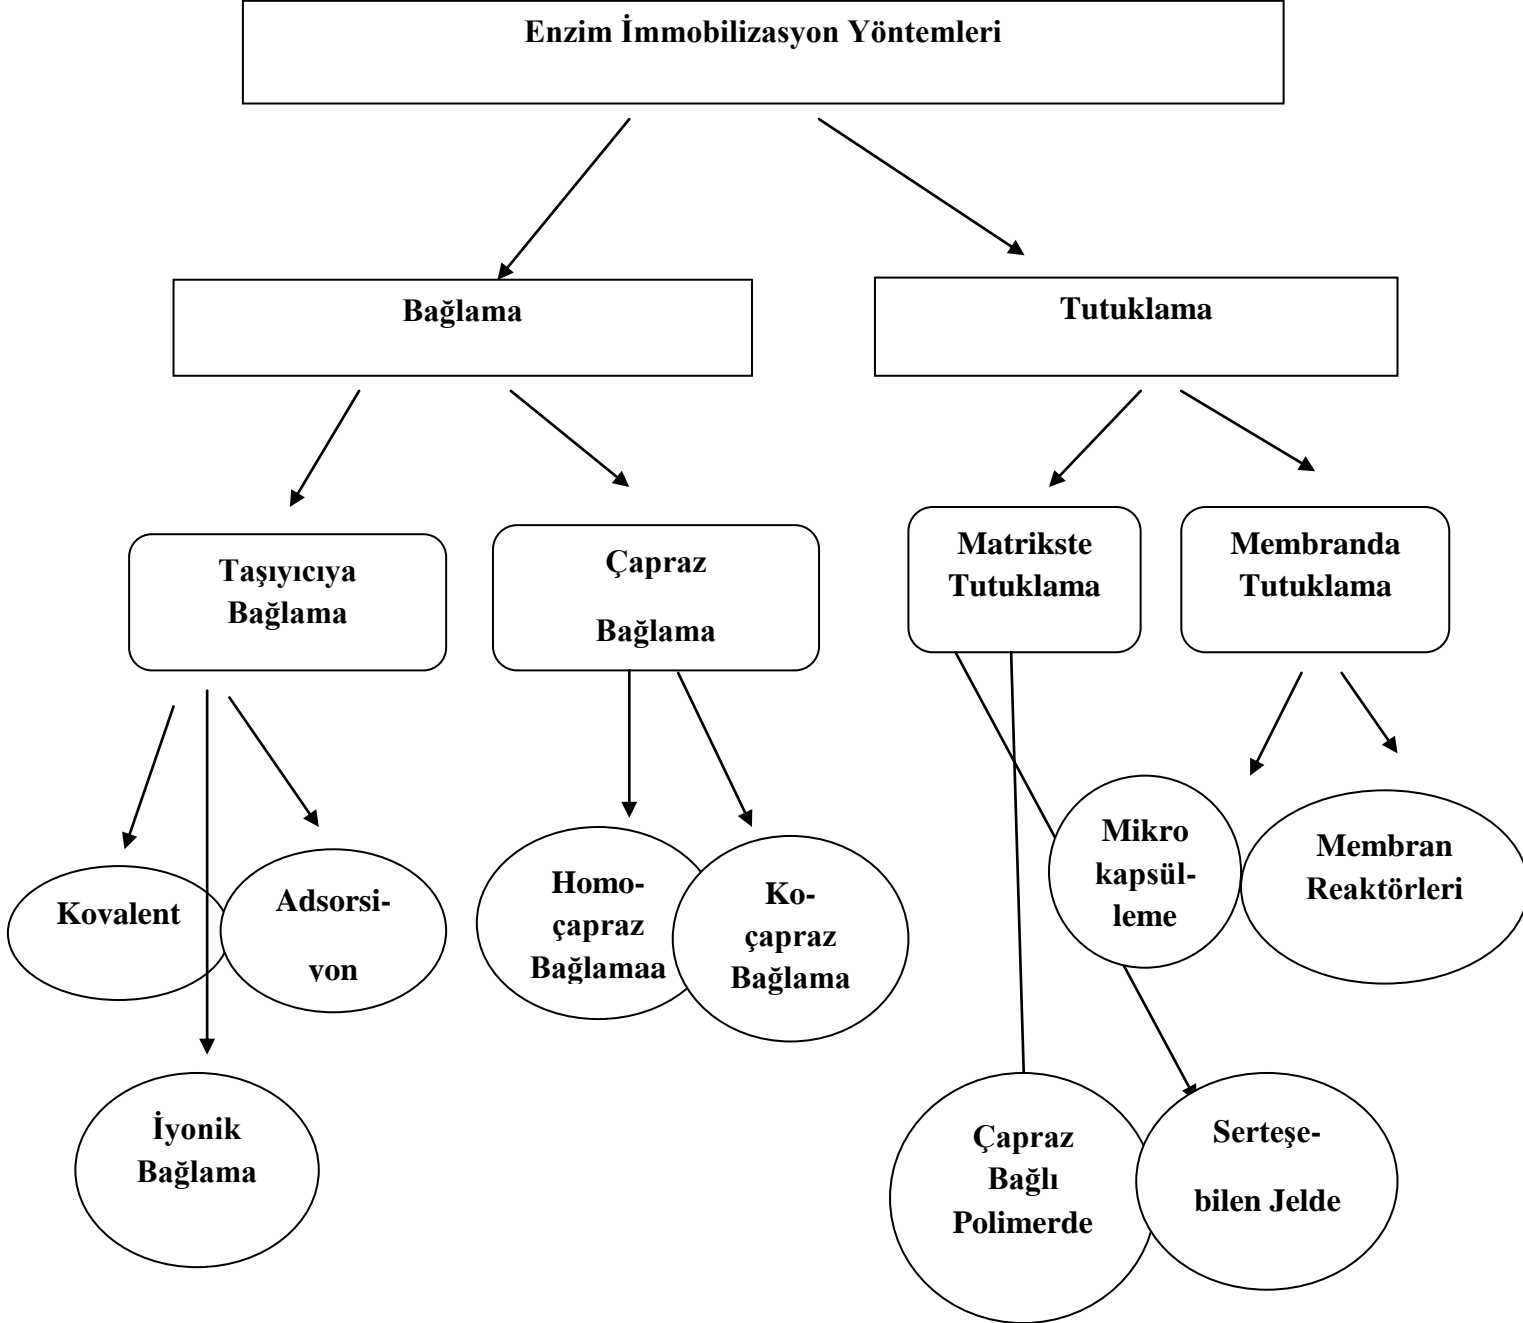 Enzim İmmobilizasyon Yöntemleri
Bağlama
Tutuklama
Taşıyıcıya
Bağlama
Çapraz
Bağlama
Matrikste
Tutuklama
Membranda
Tutuklama
Kovalent
Adsorsi-
yon
Homo-
çapraz
Bağlamaa
Ko-
çapraz
Bağlama
Mikro
kapsül-
leme
Membran
Reaktörleri
İyonik
Bağlama
Çapraz
Bağlı
Polimerde
Serteşe-
bilen Jelde